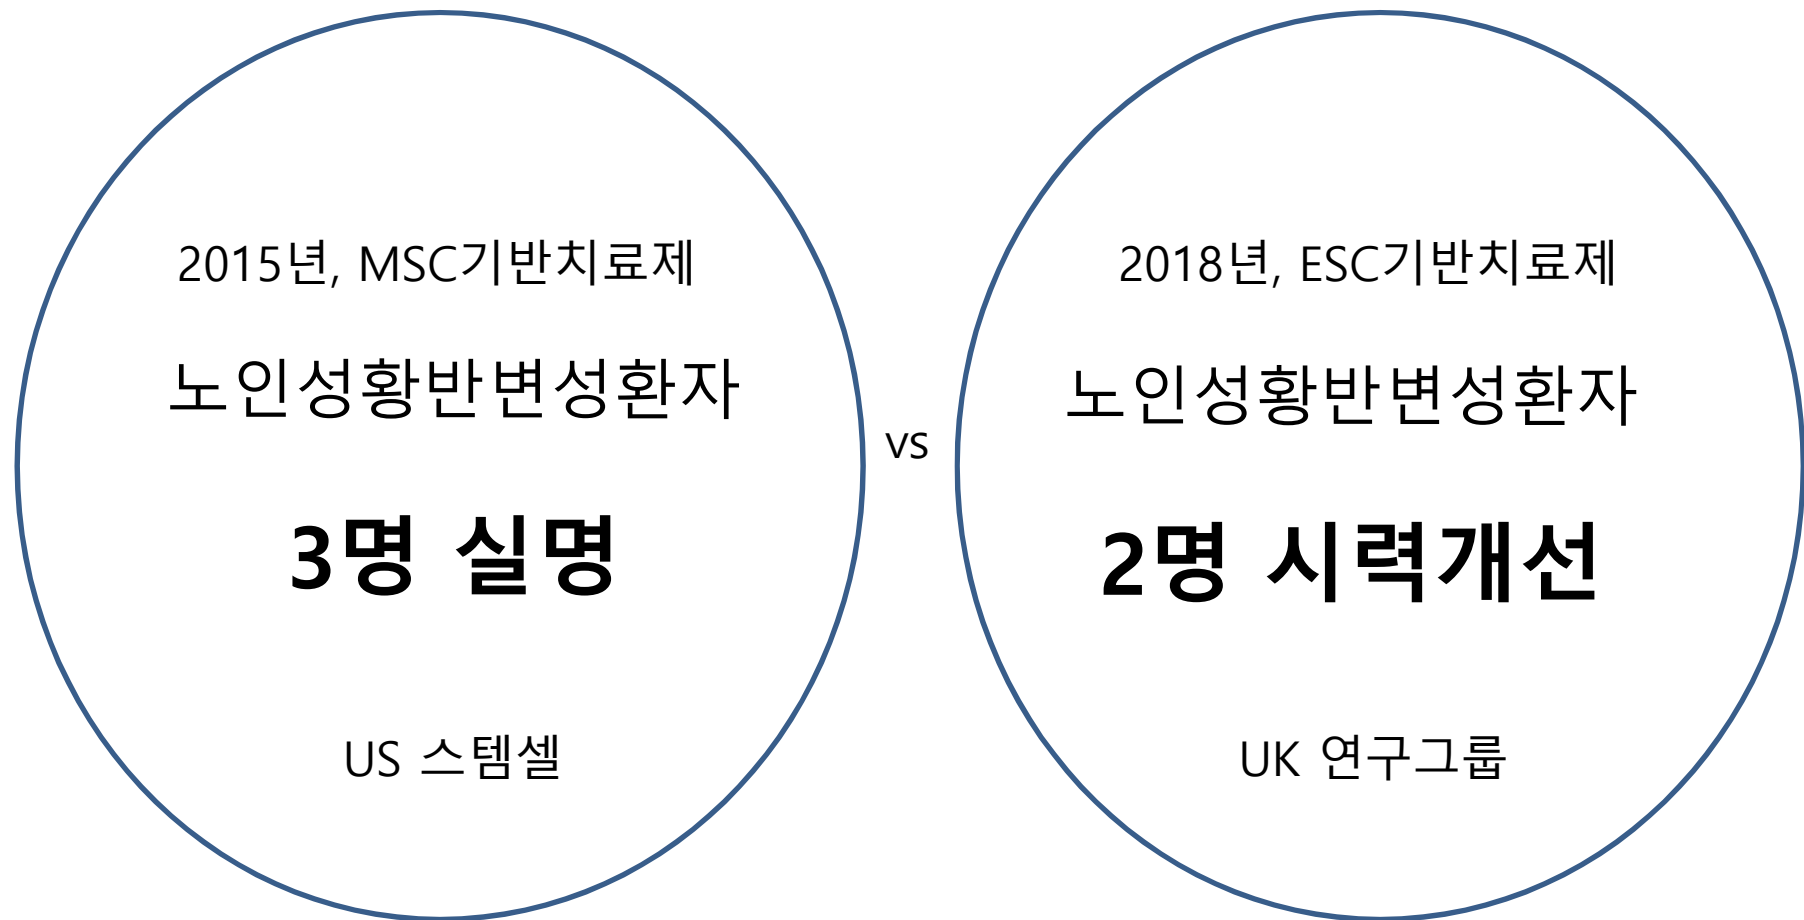 2015년, MSC기반치료제
노인성황반변성환자
3명 실명
US 스템셀
vs
2018년, ESC기반치료제
노인성황반변성환자
2명 시력개선
UK 연구그룹